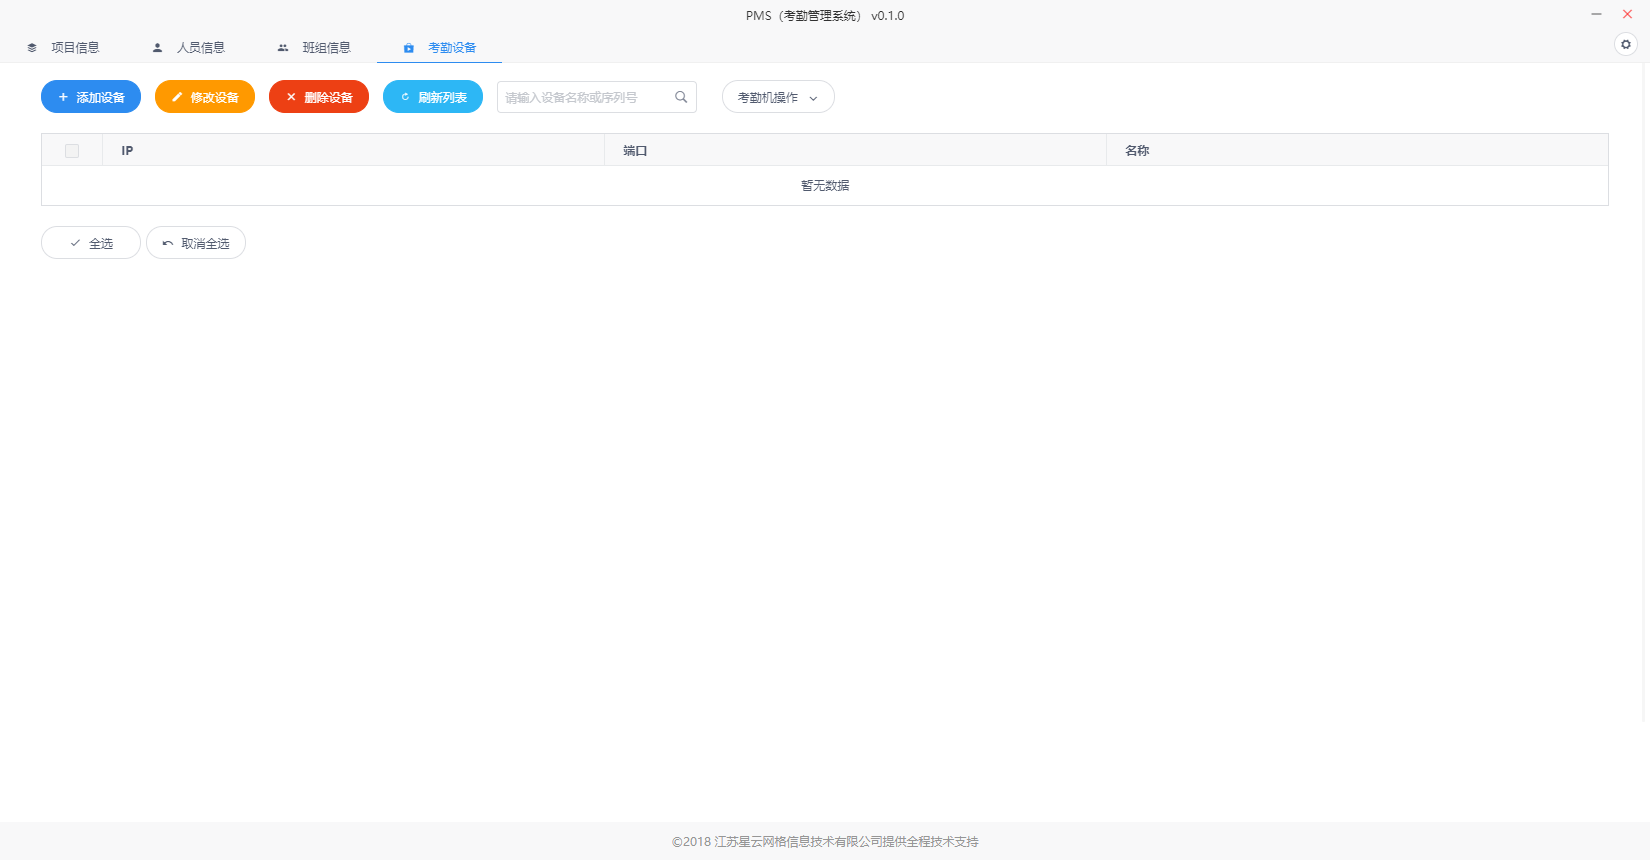 PMS（考勤管理系统） v0.1.0
项目信息 人员信息 班组信息 考勤设备
添加设备 修改设备 删除设备 刷新列表 请输入设备名称或序列号 考勤机操作
IP 端口 名称
暂无数据
全选 取消全选
©2018 江苏星云网格信息技术有限公司提供全程技术支持